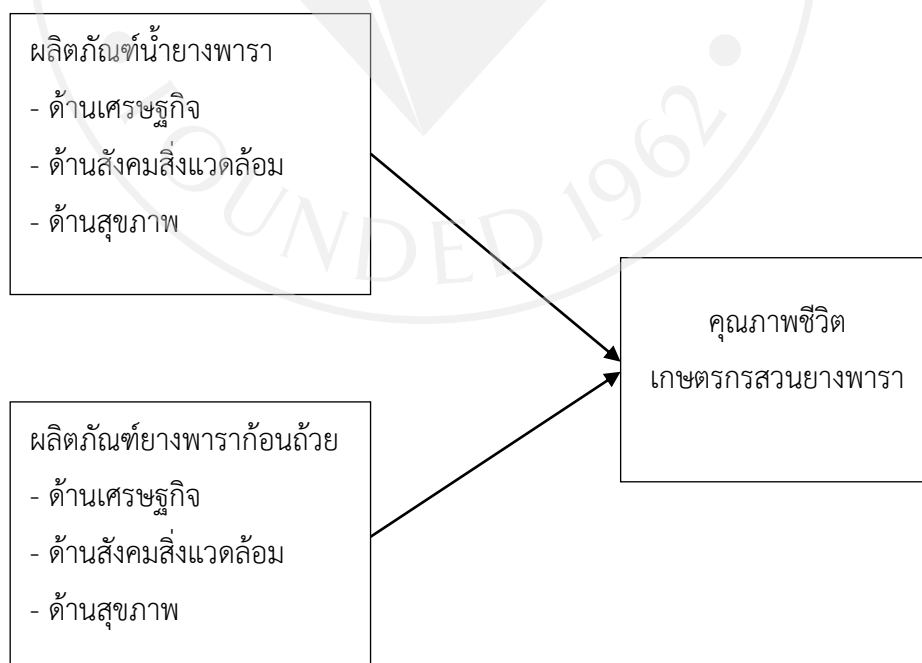 ผลิตภัณฑ์น้ำยางพารา
- ด้านเศรษฐกิจ
- ด้านสังคมสิ่งแวดล้อม
- ด้านสุขภาพ
FOUNDED 1962
คุณภาพชีวิต
เกษตรกรสวนยางพารา
ผลิตภัณฑ์ยางพาราก้อนถ้วย
- ด้านเศรษฐกิจ
- ด้านสังคมสิ่งแวดล้อม
- ด้านสุขภาพ